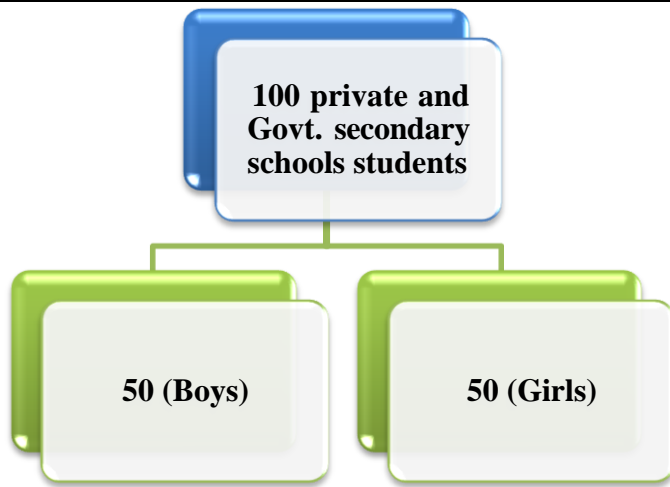 100 private and
Govt. secondary
schools students
50 (Boys)
50 (Girls)